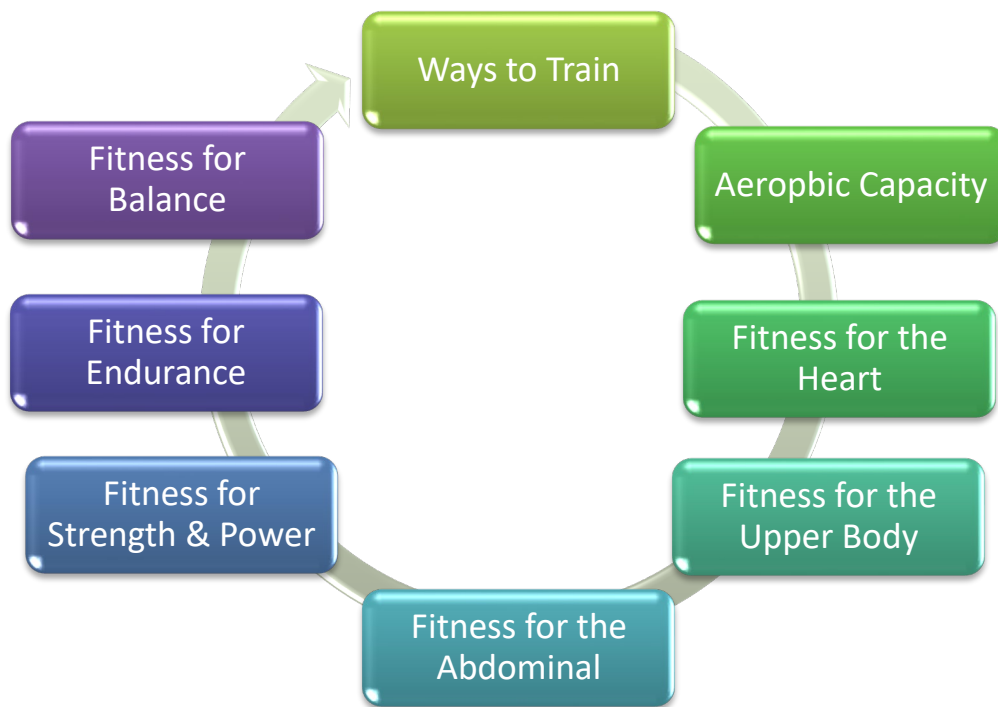 Ways to Train
Aeropbic Capacity
Fitness for the
Heart
Fitness for the
Upper Body
Fitness for the
Abdominal
Fitness for
Strength & Power
Fitness for
Endurance
Fitness for
Balance